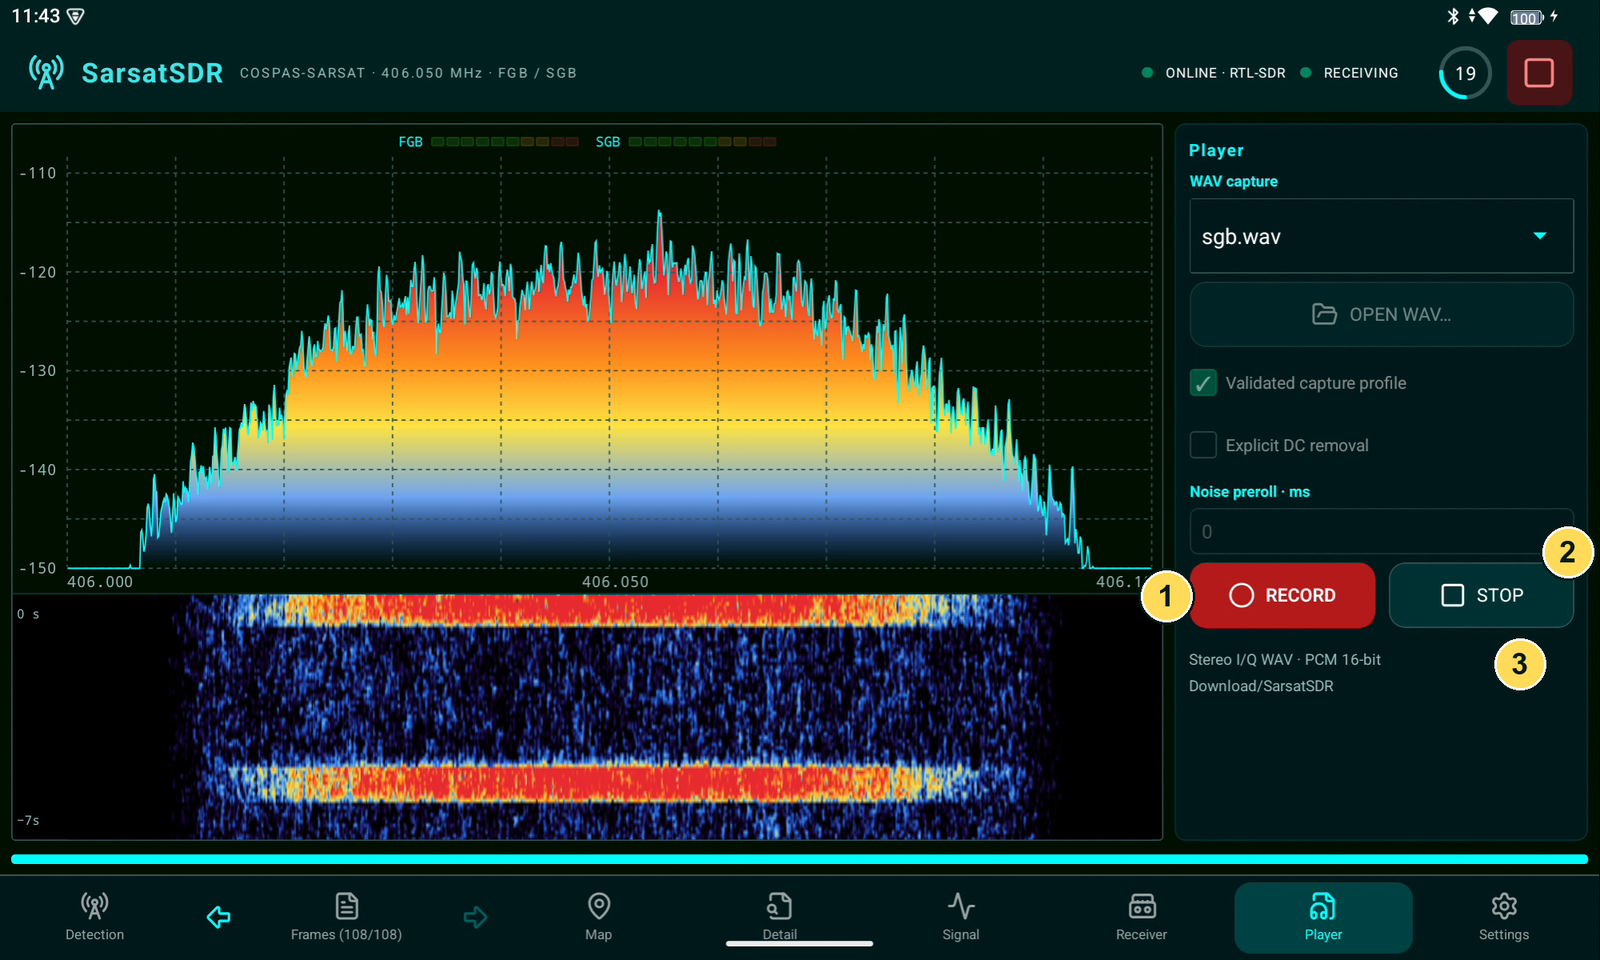 11:43
100
SarsatSDR COSPAS-SARSAT · 406.050 MHz · FGB / SGB
ONLINE · RTL-SDR RECEIVING 19
FGB SGB
-110
-120
-130
-140
-150
406.000 406.050
0 s
-7s
Player
WAV capture
sgb.wav
OPEN WAV...
Validated capture profile
Explicit DC removal
Noise preroll · ms
0
2
1 RECORD STOP
3
Stereo I/Q WAV · PCM 16-bit
Download/SarsatSDR
Detection Frames (108/108) Map Detail Signal Receiver Player Settings